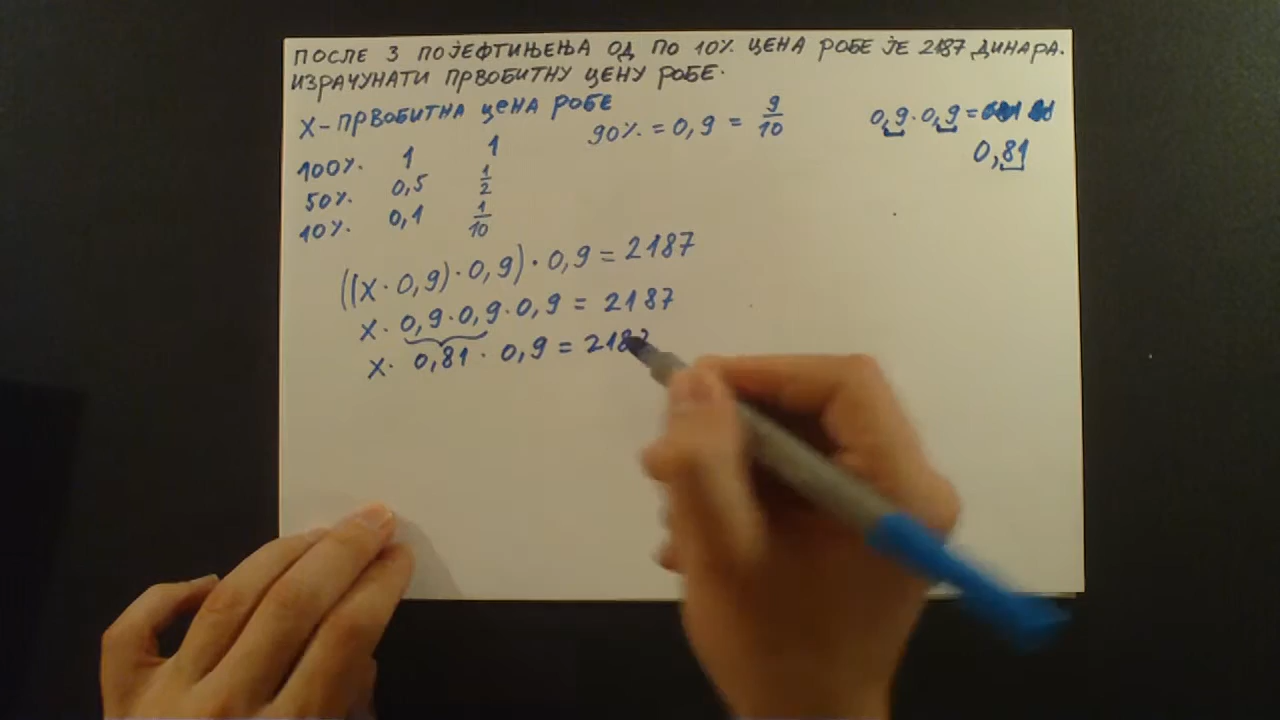 ПОСЛЕ 3 ПОЈЕФТИЊЕЊА ОД ПО 10% ЦЕНА РОБЕ ЈЕ 2187 ДИНАРА.
ИЗРАЧУНАТИ ПРВОБИТНУ ЦЕНУ РОБЕ.
X-ПРВОБИТНА ЦЕНА РОБЕ
90% = 0,9 = 9/10
0,9·0,9=
0,81
100% 1 1
50% 0,5 1/2
10% 0,1 1/10
((X·0,9)·0,9)·0,9=2187
X·0,9·0,9·0,9=2187
X·0,81·0,9=218